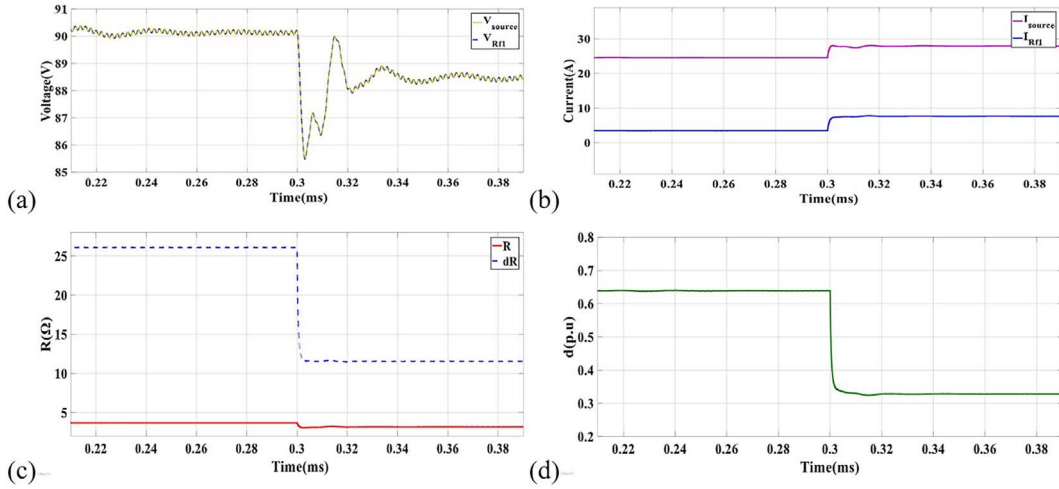 90
89
88
87
86
85
Voltage(V)
V source
V Rf1
0.22 0.24 0.26 0.28 0.3 0.32 0.34 0.36 0.38
Time(ms)
(a)
30
20
10
0
Current(A)
I source
I Rf1
0.22 0.24 0.26 0.28 0.3 0.32 0.34 0.36 0.38
Time(ms)
(b)
25
20
15
10
5
R(Ω)
R
dR
0.22 0.24 0.26 0.28 0.3 0.32 0.34 0.36 0.38
Time(ms)
(c)
0.8
0.7
0.6
0.5
0.4
0.3
0.2
d(p.u)
0.22 0.24 0.26 0.28 0.3 0.32 0.34 0.36 0.38
Time(ms)
(d)